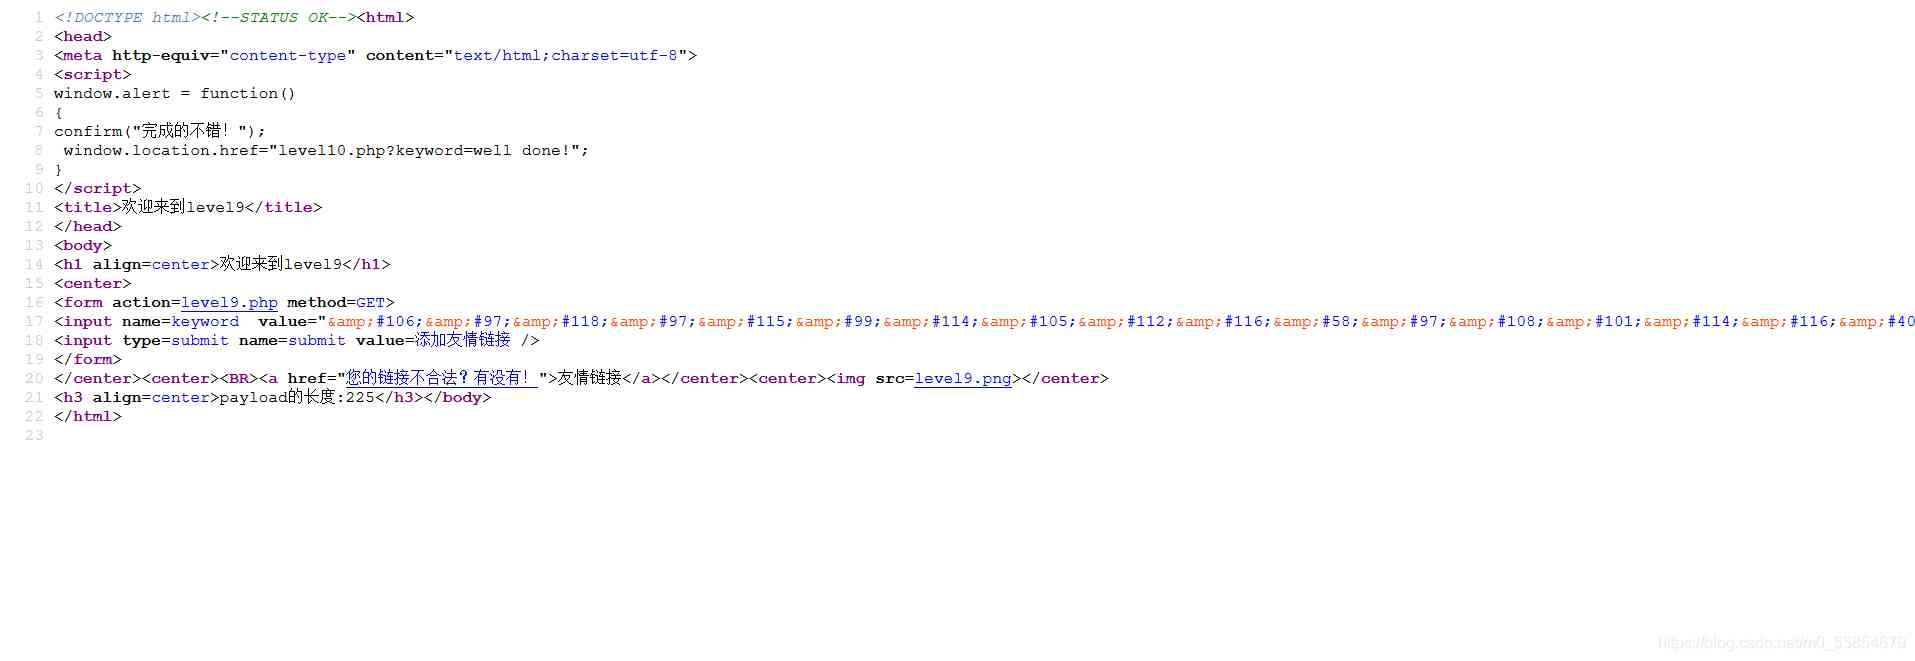 1 <!DOCTYPE html><!--STATUS OK--><html>
2 <head>
3 <meta http-equiv="content-type" content="text/html;charset=utf-8">
4 <script>
5 window.alert = function()
6 {
7 confirm("完成的不错！");
8  window.location.href="level10.php?keyword=well done!";
9 }
10 </script>
11 <title>欢迎来到level9</title>
12 </head>
13 <body>
14 <h1 align=center>欢迎来到level9</h1>
15 <center>
16 <form action=level9.php method=GET>
17 <input name=keyword  value="&amp;#106;&amp;#97;&amp;#118;&amp;#97;&amp;#115;&amp;#99;&amp;#114;&amp;#105;&amp;#112;&amp;#116;&amp;#58;&amp;#97;&amp;#108;&amp;#101;&amp;#114;&amp;#116;&amp;#40
18 <input type=submit name=submit value=添加友情链接 />
19 </form>
20 </center><center><BR><a href="您的链接不合法？有没有！">友情链接</a></center><center><img src=level9.png></center>
21 <h3 align=center>payload的长度:225</h3></body>
22 </html>
23
https://blog.csdn.net/m0_55854679